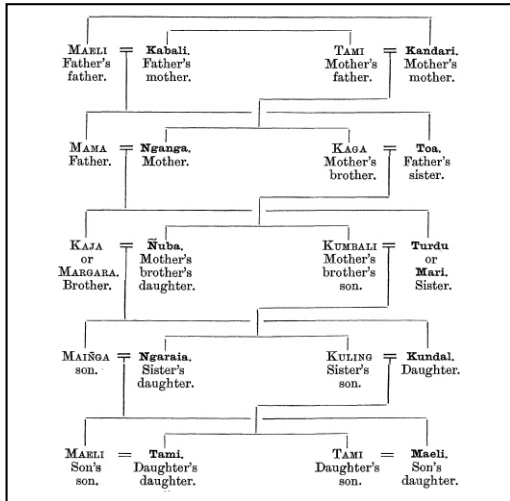 MAELI = Kabali. TAMI = Kandari.
Father's Father's Mother's Mother's
father. mother. father. mother.
MAMA = Nganga. KAGA = Toa.
Father. Mother. Mother's Father's
brother. sister.
KAJA = Ñuba. KUMBALI = Turdu
or Mother's Mother's or
MARGARA. brother's brother's Mari.
Brother. daughter. son. Sister.
MAIÑGA = Ngaraia. KULING = Kundal.
son. Sister's Sister's Daughter.
daughter. son.
MAELI = Tami. TAMI = Maeli.
Son's Daughter's Daughter's Son's
son. daughter. son. daughter.